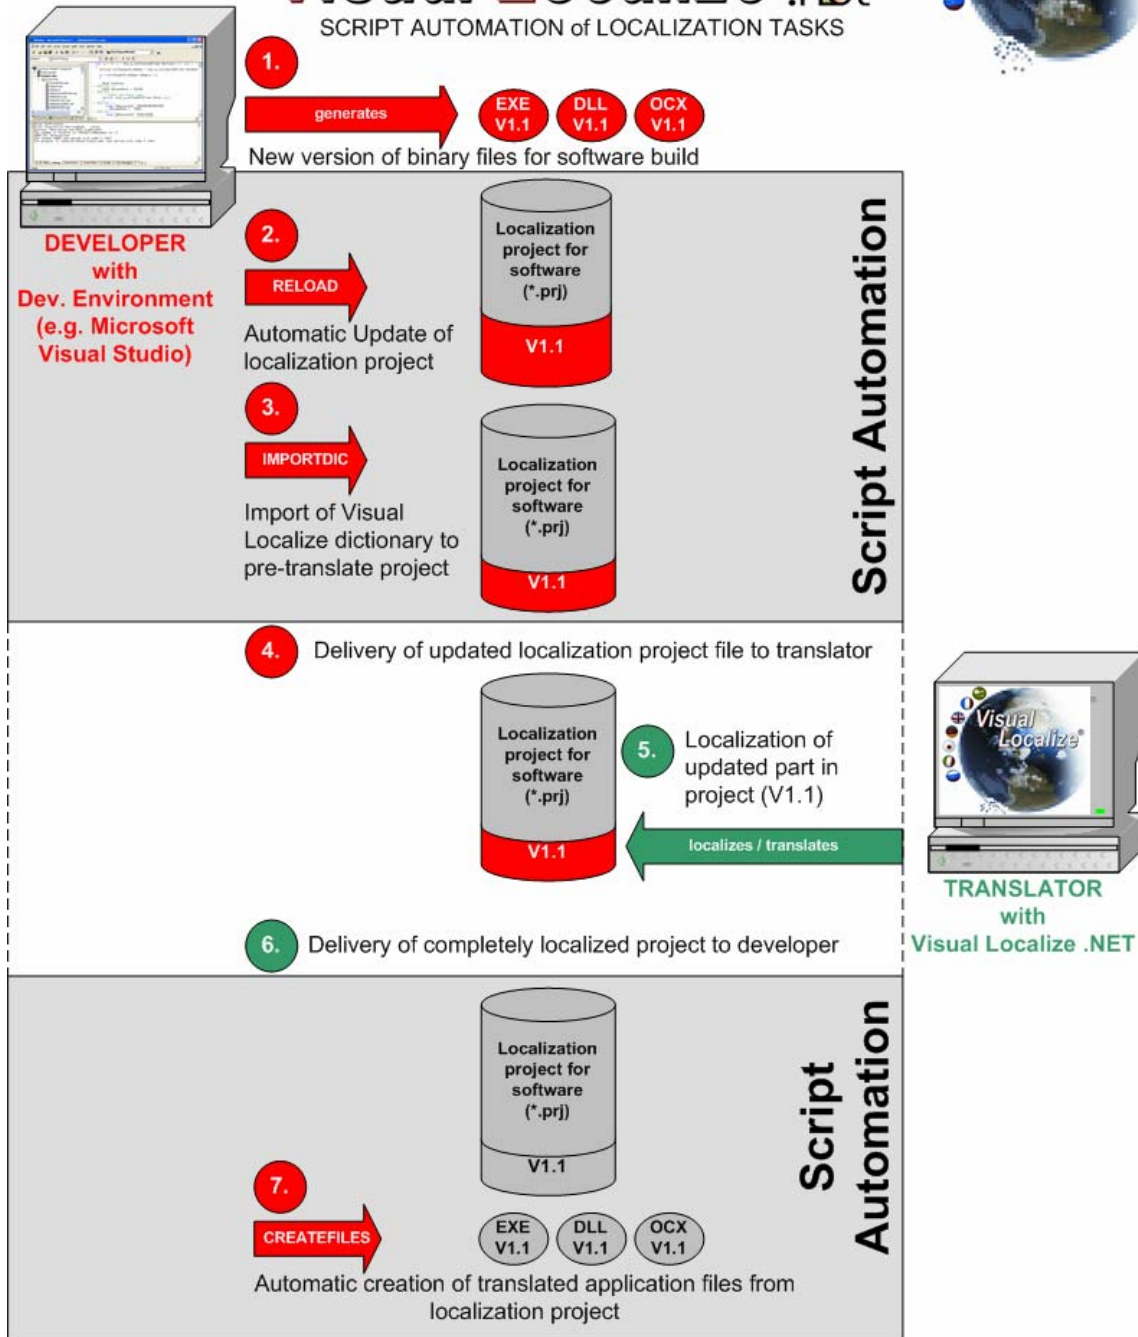 Visual Localize .Net
SCRIPT AUTOMATION of LOCALIZATION TASKS
1.
generates
EXE
V1.1
DLL
V1.1
OCX
V1.1
New version of binary files for software build
DEVELOPER
with
Dev. Environment
(e.g. Microsoft
Visual Studio)
2.
RELOAD
Automatic Update of
localization project
Localization
project for
software
(*.prj)
V1.1
3.
IMPORTDIC
Import of Visual
Localize dictionary to
pre-translate project
Localization
project for
software
(*.prj)
V1.1
Script Automation
4.
Delivery of updated localization project file to translator
Localization
project for
software
(*.prj)
V1.1
5.
Localization of
updated part in
project (V1.1)
localizes / translates
Visual
Localize
TRANSLATOR
with
Visual Localize .NET
6.
Delivery of completely localized project to developer
Localization
project for
software
(*.prj)
V1.1
Script
Automation
7.
CREATEFILES
EXE
V1.1
DLL
V1.1
OCX
V1.1
Automatic creation of translated application files from
localization project